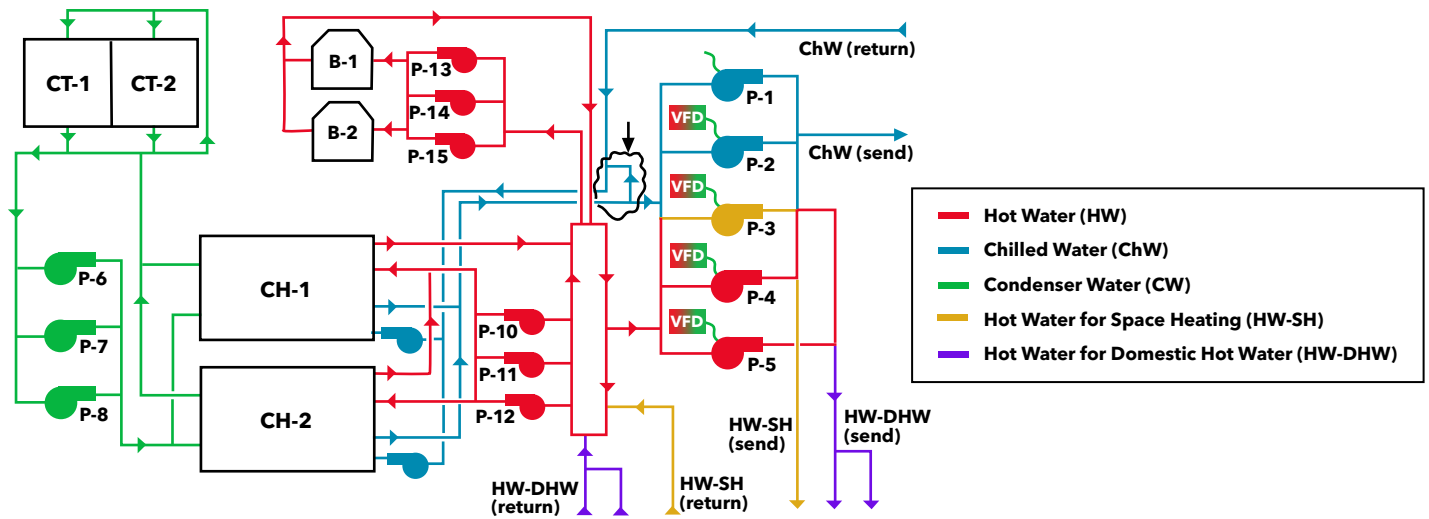 CT-1
CT-2
B-1
B-2
P-13
P-14
P-15
ChW (return)
P-1
VFD
P-2
ChW (send)
VFD
P-3
VFD
P-4
VFD
P-5
P-6
P-7
P-8
CH-1
CH-2
P-10
P-11
P-12
HW-DHW
(return)
HW-SH
(return)
HW-SH
(send)
HW-DHW
(send)
Hot Water (HW)
Chilled Water (ChW)
Condenser Water (CW)
Hot Water for Space Heating (HW-SH)
Hot Water for Domestic Hot Water (HW-DHW)